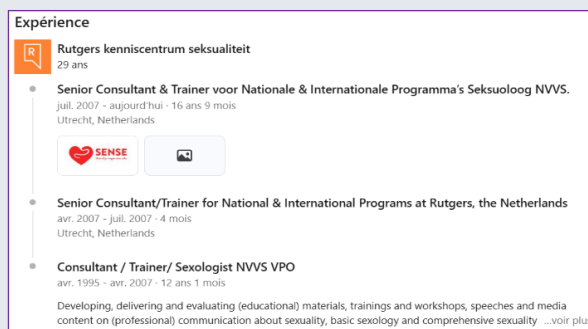 Expérience
R
Rutgers kenniscentrum seksualiteit
29 ans
Senior Consultant & Trainer voor Nationale & Internationale Programma's Seksuoloog NVVS.
juil. 2007 - aujourd'hui · 16 ans 9 mois
Utrecht, Netherlands
SENSE
Senior Consultant/Trainer for National & International Programs at Rutgers, the Netherlands
avr. 2007 - juil. 2007 · 4 mois
Utrecht, Netherlands
Consultant / Trainer/ Sexologist NVVS VPO
avr. 1995 - avr. 2007 · 12 ans 1 mois
Developing, delivering and evaluating (educational) materials, trainings and workshops, speeches and media
content on (professional) communication about sexuality, basic sexology and comprehensive sexuality ...voir plu